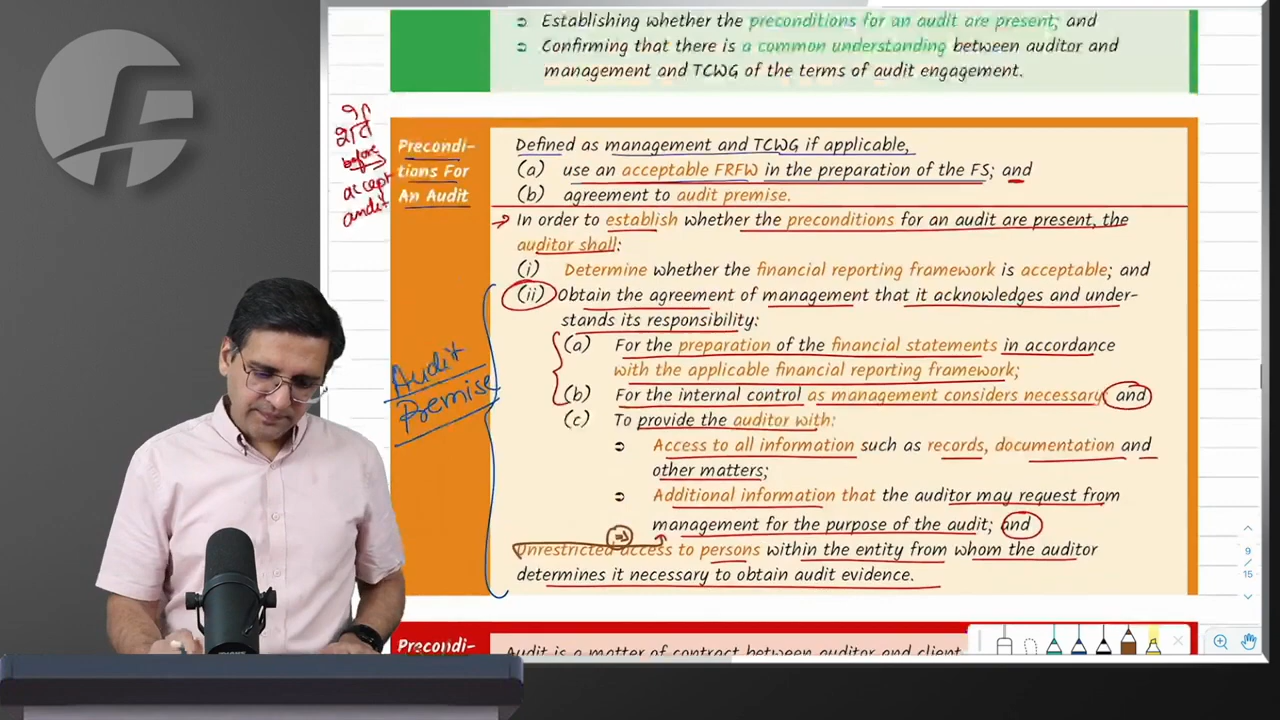 Establishing whether the preconditions for an audit are present; and
Confirming that there is a common understanding between auditor and
management and TCWG of the terms of audit engagement.
शर्त
before
accept
audit
Precondi-
tions For
An Audit
Defined as management and TCWG if applicable,
(a) use an acceptable FRFW in the preparation of the FS; and
(b) agreement to audit premise.
In order to establish whether the preconditions for an audit are present, the
auditor shall:
(i) Determine whether the financial reporting framework is acceptable; and
(ii) Obtain the agreement of management that it acknowledges and under-
stands its responsibility:
(a) For the preparation of the financial statements in accordance
with the applicable financial reporting framework;
(b) For the internal control as management considers necessary and
(c) To provide the auditor with:
Access to all information such as records, documentation and
other matters;
Additional information that the auditor may request from
management for the purpose of the audit; and
Unrestricted access to persons within the entity from whom the auditor
determines it necessary to obtain audit evidence.
Audit
Premise
Precondi-
Audit is a matter of contract between auditor and client
9
15